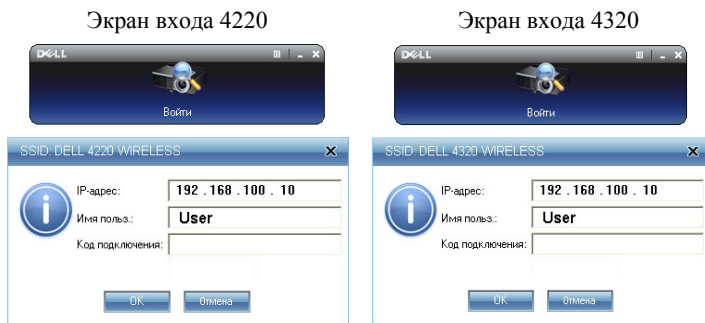 Экран входа 4220
DELL
Войти
SSID: DELL 4220 WIRELESS
IP-адрес: 192 . 168 . 100 . 10
Имя польз.: User
Код подключения:
OK Отмена
Экран входа 4320
DELL
Войти
SSID: DELL 4320 WIRELESS
IP-адрес: 192 . 168 . 100 . 10
Имя польз.: User
Код подключения:
OK Отмена